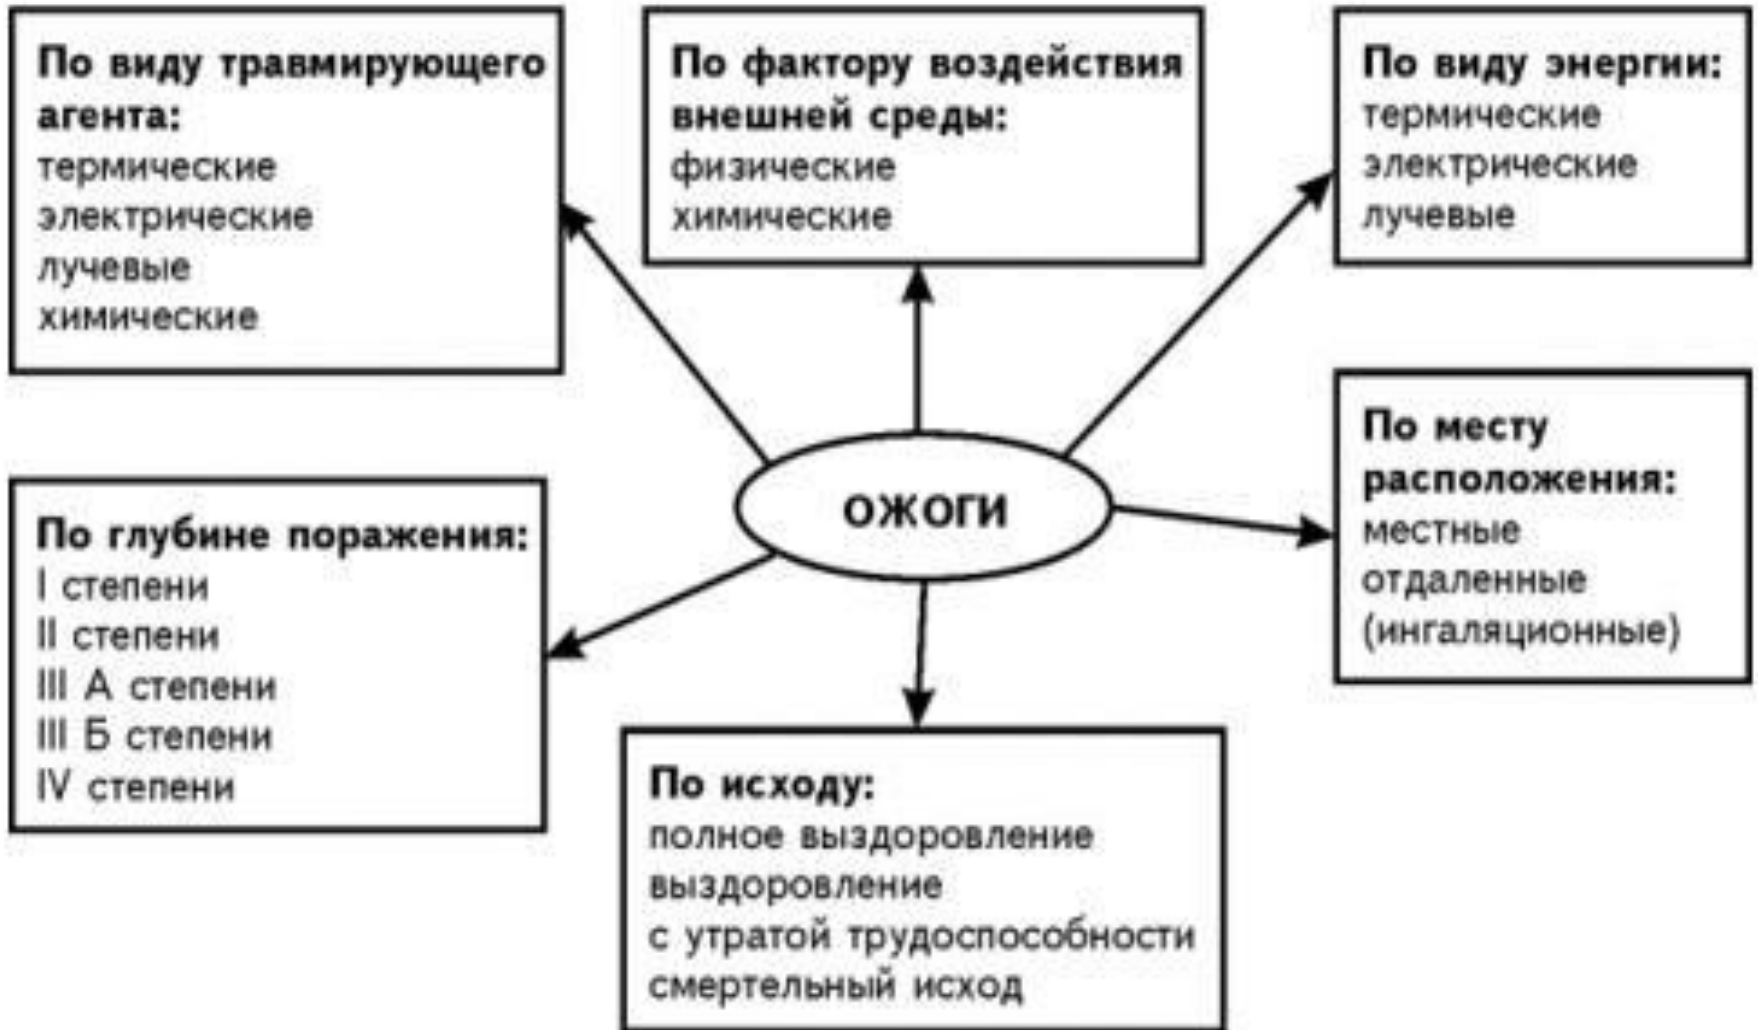 По виду травмирующего
агента:
термические
электрические
лучевые
химические
По фактору воздействия
внешней среды:
физические
химические
По виду энергии:
термические
электрические
лучевые
По месту
расположения:
местные
отдаленные
(ингаляционные)
ОЖОГИ
По глубине поражения:
I степени
II степени
III А степени
III Б степени
IV степени
По исходу:
полное выздоровление
выздоровление
с утратой трудоспособности
смертельный исход